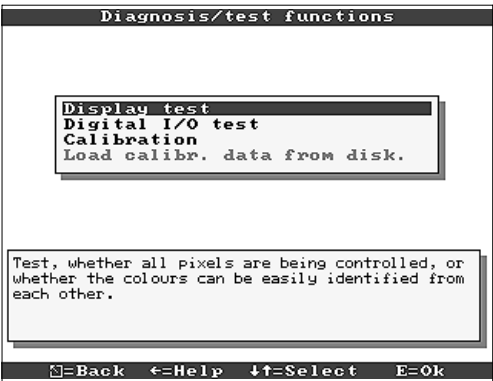 Diagnosis/test functions
Display test
Digital I/O test
Calibration
Load calibr. data from disk.
Test, whether all pixels are being controlled, or
whether the colours can be easily identified from
each other.
=Back ←=Help ↓↑=Select E=Ok